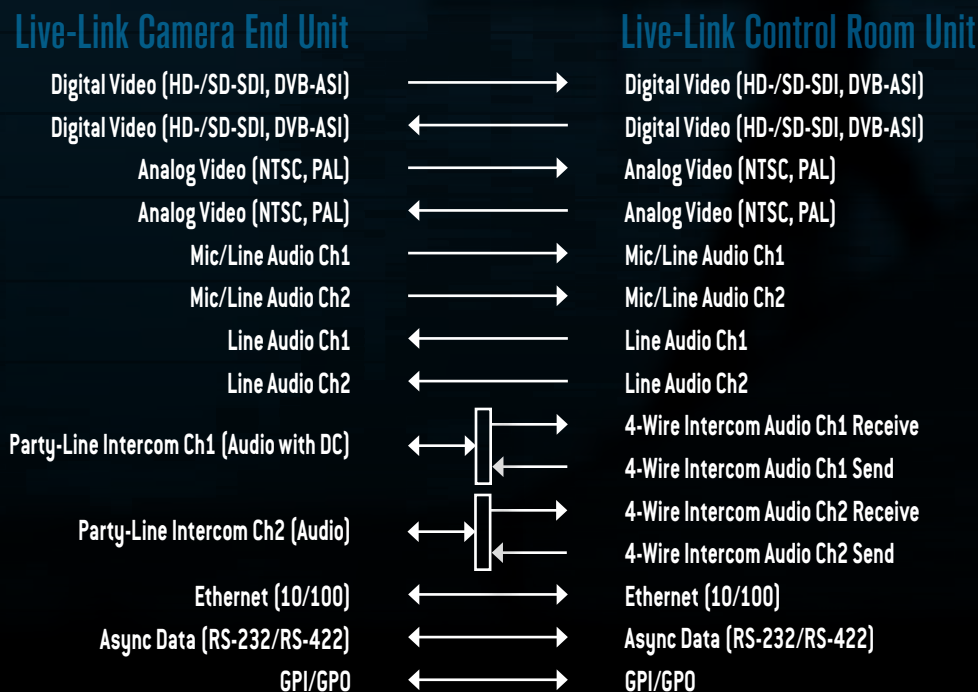 Live-Link Camera End Unit Live-Link Control Room Unit
Digital Video (HD-/SD-SDI, DVB-ASI) Digital Video (HD-/SD-SDI, DVB-ASI)
Digital Video (HD-/SD-SDI, DVB-ASI) Digital Video (HD-/SD-SDI, DVB-ASI)
Analog Video (NTSC, PAL) Analog Video (NTSC, PAL)
Analog Video (NTSC, PAL) Analog Video (NTSC, PAL)
Mic/Line Audio Ch1 Mic/Line Audio Ch1
Mic/Line Audio Ch2 Mic/Line Audio Ch2
Line Audio Ch1 Line Audio Ch1
Line Audio Ch2 Line Audio Ch2
Party-Line Intercom Ch1 (Audio with DC) 4-Wire Intercom Audio Ch1 Receive
4-Wire Intercom Audio Ch1 Send
Party-Line Intercom Ch2 (Audio) 4-Wire Intercom Audio Ch2 Receive
4-Wire Intercom Audio Ch2 Send
Ethernet (10/100) Ethernet (10/100)
Async Data (RS-232/RS-422) Async Data (RS-232/RS-422)
GPI/GPO GPI/GPO